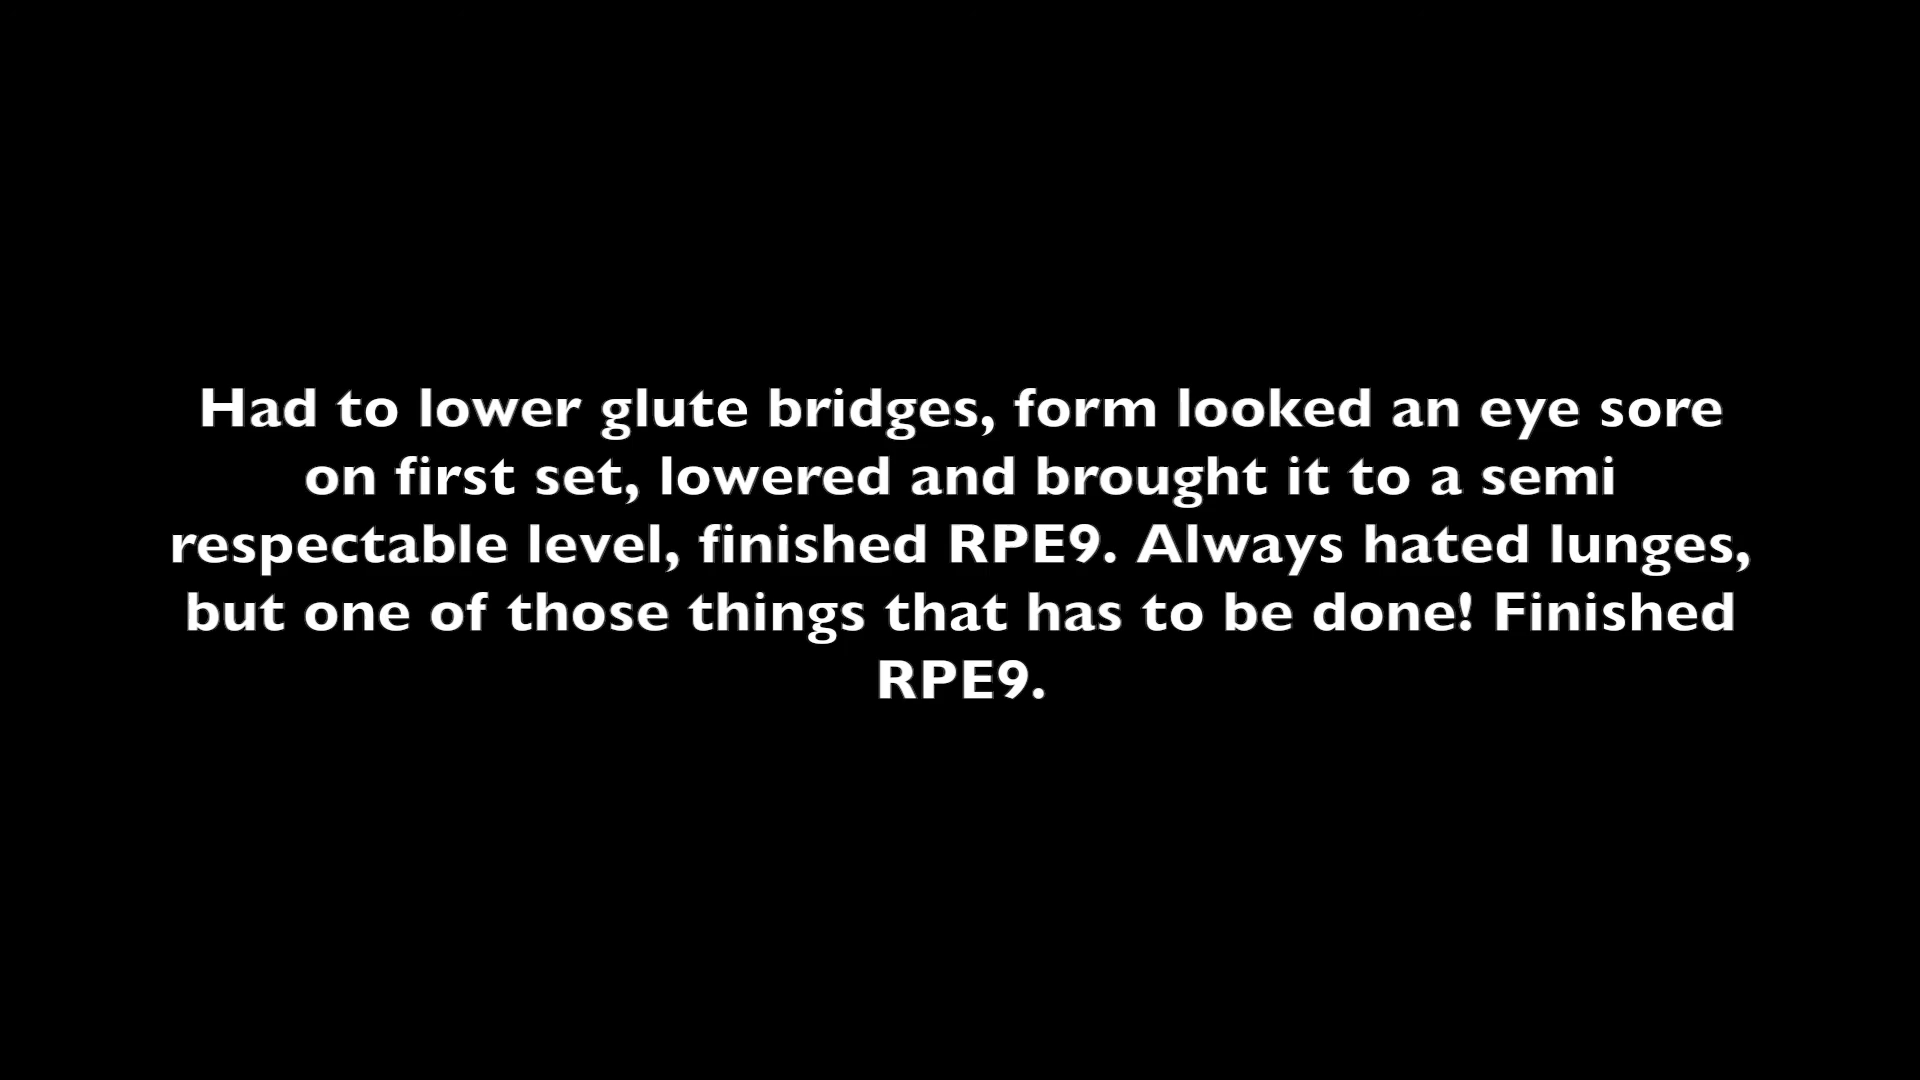 Had to lower glute bridges, form looked an eye sore
on first set, lowered and brought it to a semi
respectable level, finished RPE9. Always hated lunges,
but one of those things that has to be done! Finished
RPE9.